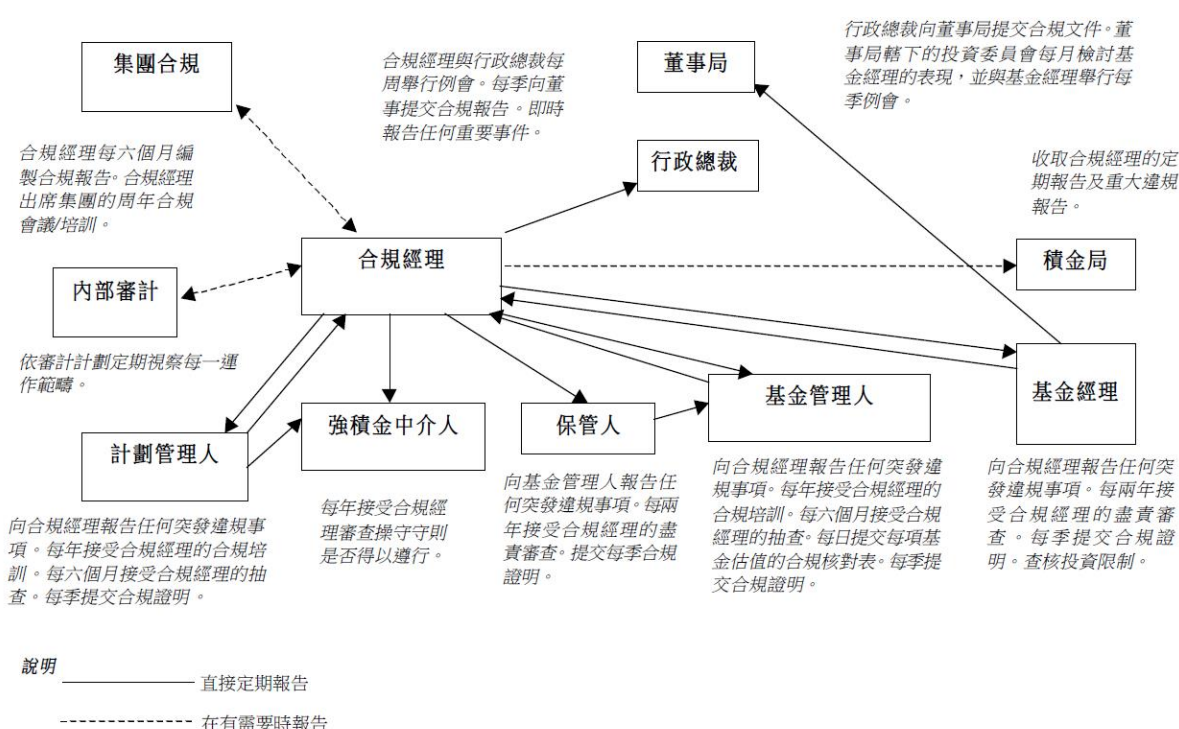 集團合規
合規經理每六個月編
製合規報告。合規經理
出席集團的周年合規
會議/培訓。
合規經理與行政總裁每
周舉行例會。每季向董
事提交合規報告。即時
報告任何重要事件。
董事局
行政總裁向董事局提交合規文件。董
事局轄下的投資委員會每月檢討基
金經理的表現，並與基金經理舉行每
季例會。
行政總裁
收取合規經理的定
期報告及重大違規
報告。
合規經理
積金局
內部審計
依審計計劃定期視察每一運
作範疇。
計劃管理人
向合規經理報告任何突發違規事
項。每年接受合規經理的合規培
訓。每六個月接受合規經理的抽
查。每季提交合規證明。
強積金中介人
每年接受合規經
理審查操守守則
是否得以遵行。
保管人
向基金管理人報告任
何突發違規事項。每兩
年接受合規經理的盡
責審查。提交每季合規
證明。
基金管理人
向合規經理報告任何突發違
規事項。每年接受合規經理的
合規培訓。每六個月接受合規
經理的抽查。每日提交每項基
金估值的合規核對表。每季提
交合規證明。
基金經理
向合規經理報告任何突
發違規事項。每兩年接
受合規經理的盡責審
查。每季提交合規證
明。查核投資限制。
說明
直接定期報告
在有需要時報告